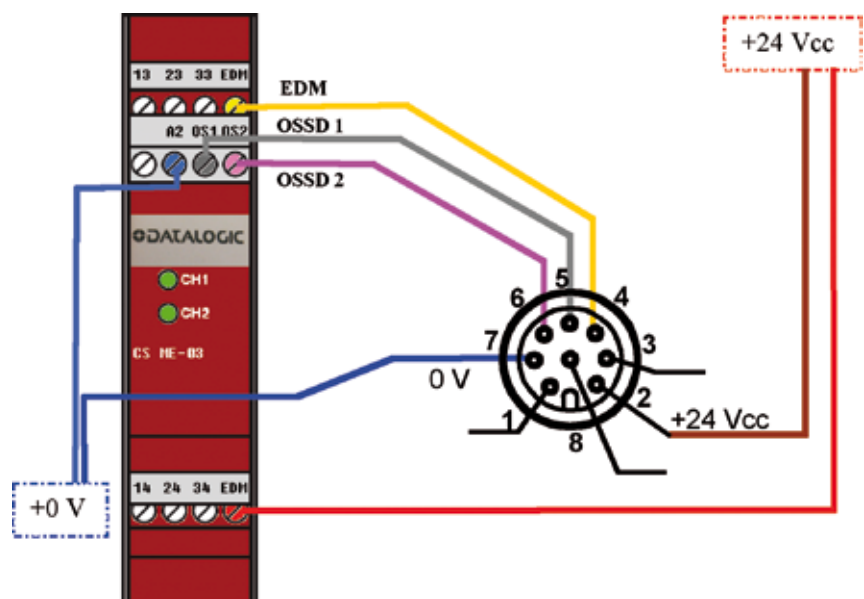 +24 Vcc
13 23 33 EDM
EDM
A2 OS1 OS2
OSSD 1
OSSD 2
DATALOGIC
CH1
CH2
CS ME-03
5
6
4
7
3
0 V
2
1
8
+24 Vcc
14 24 34 EDM
+0 V